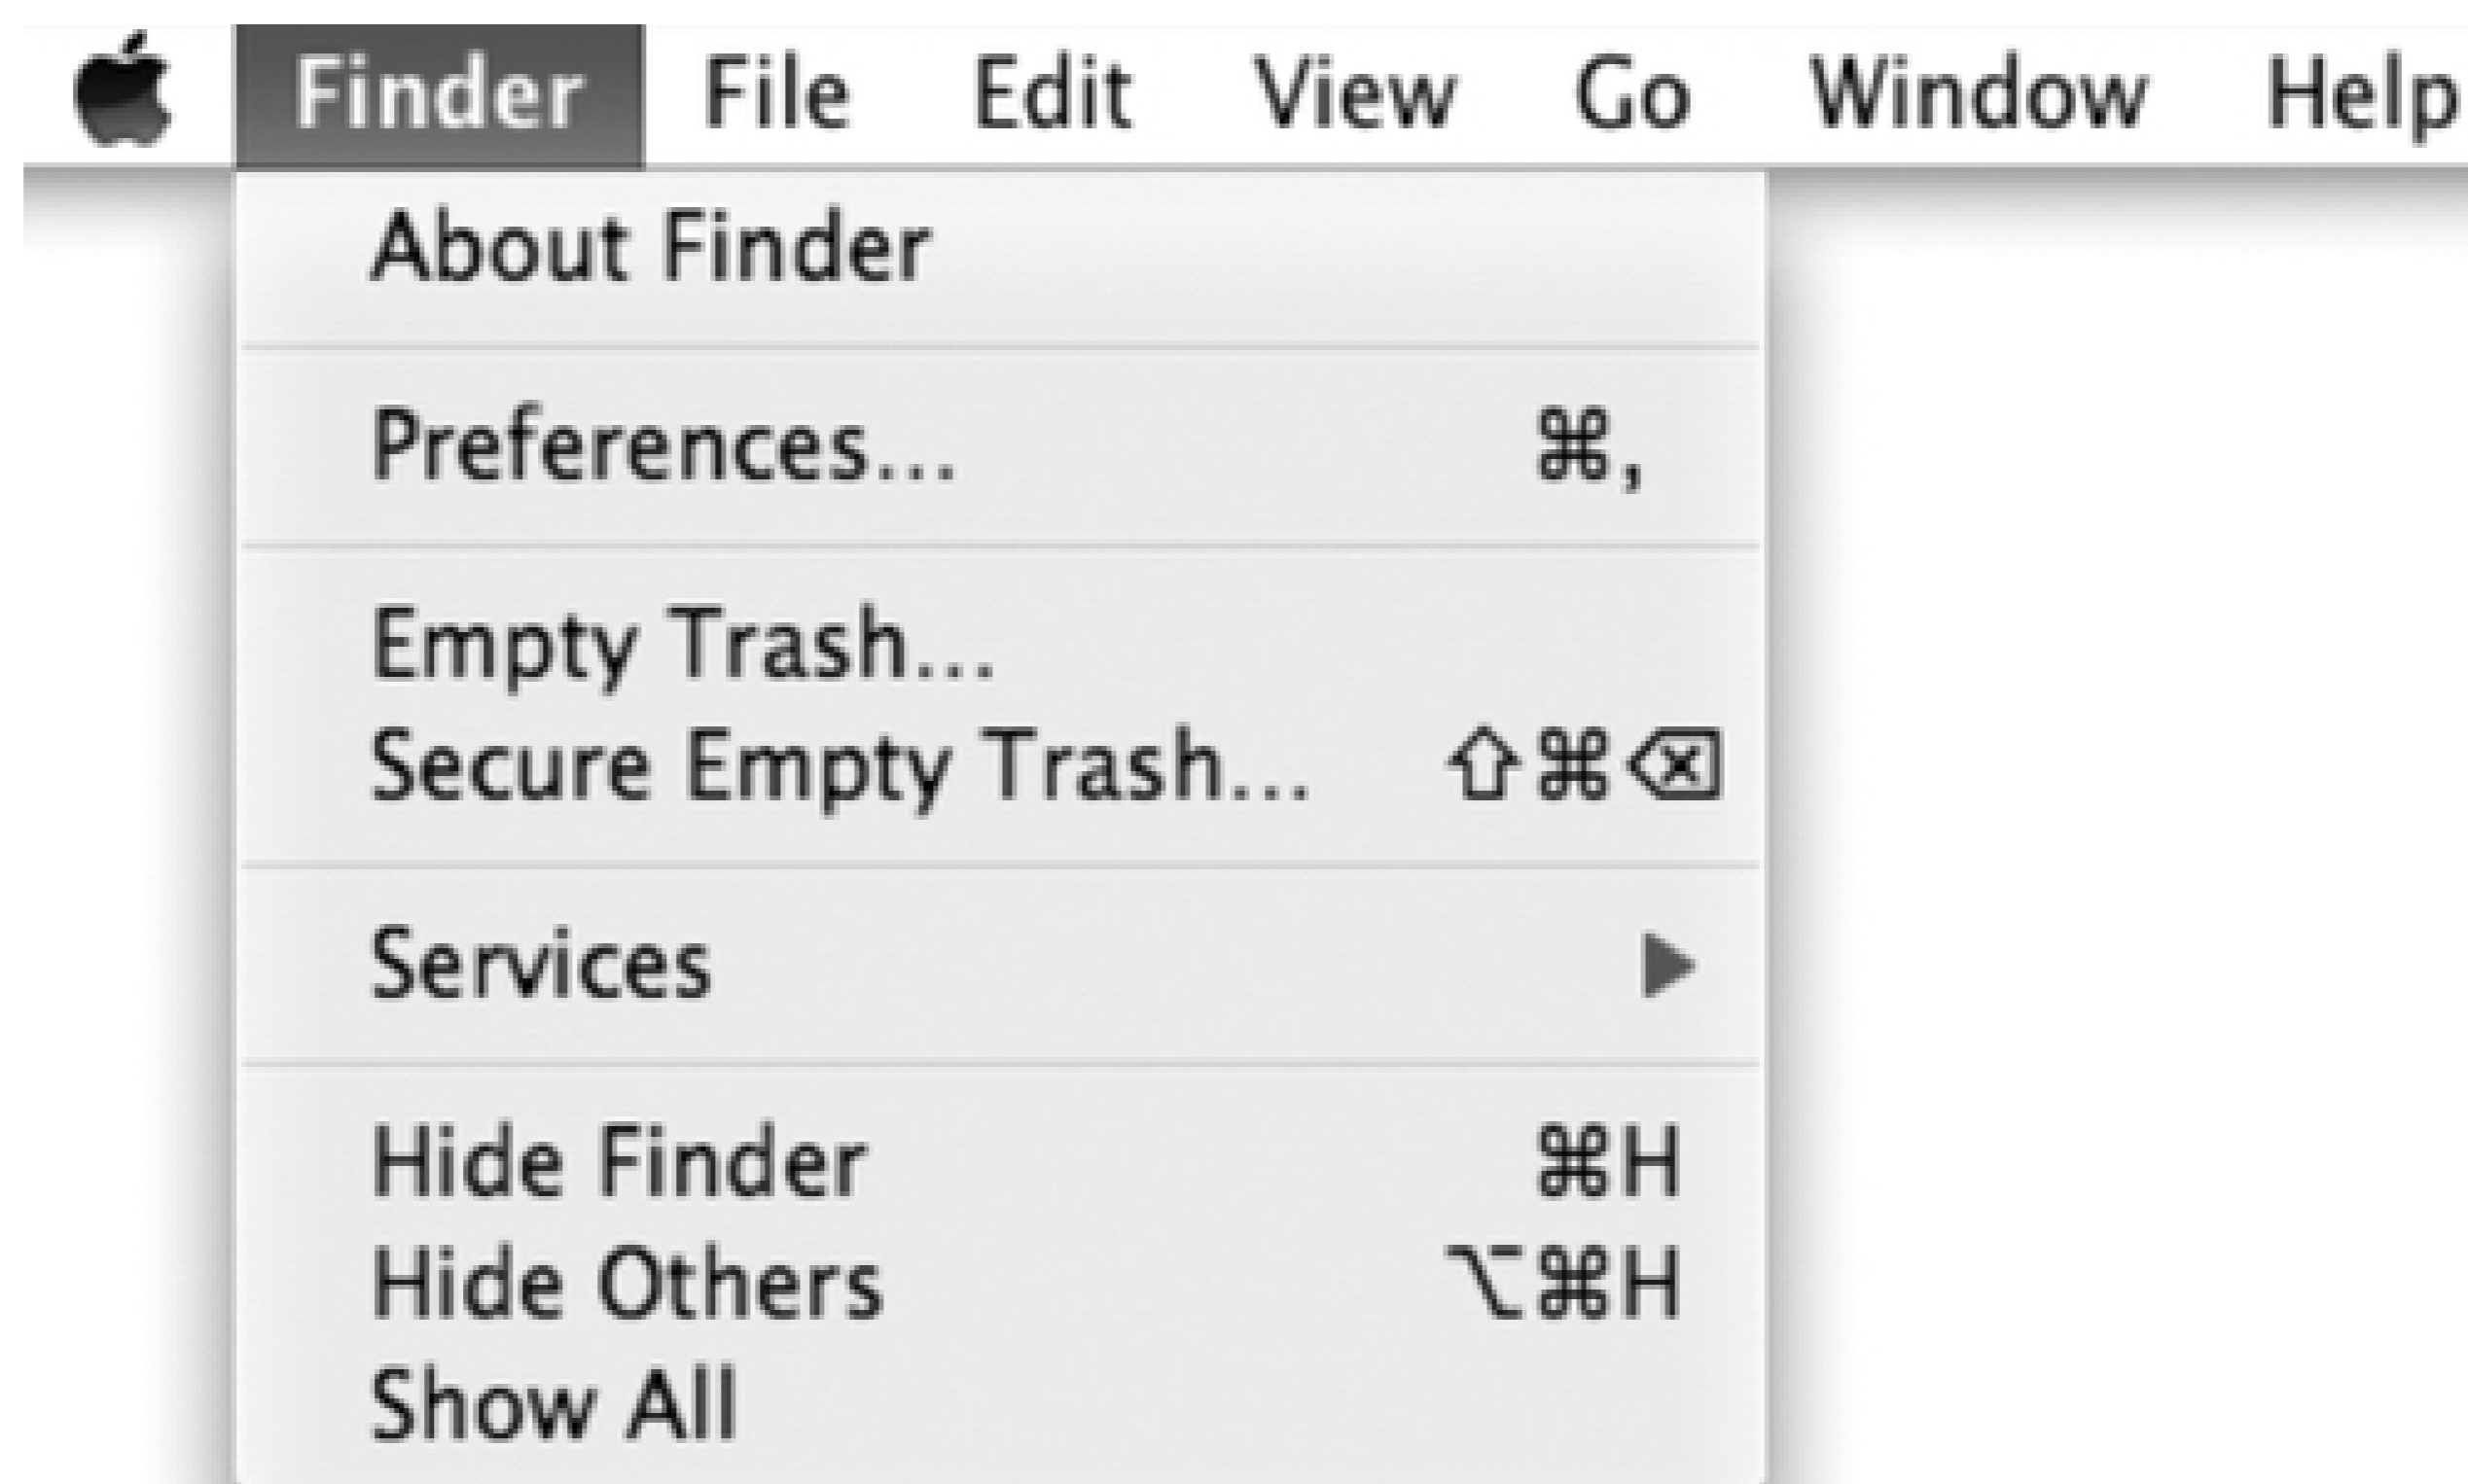 Finder File Edit View Go Window Help
About Finder
Preferences... ⌘,
Empty Trash...
Secure Empty Trash... ⇧⌘⌫
Services ▶
Hide Finder ⌘H
Hide Others ⌥⌘H
Show All